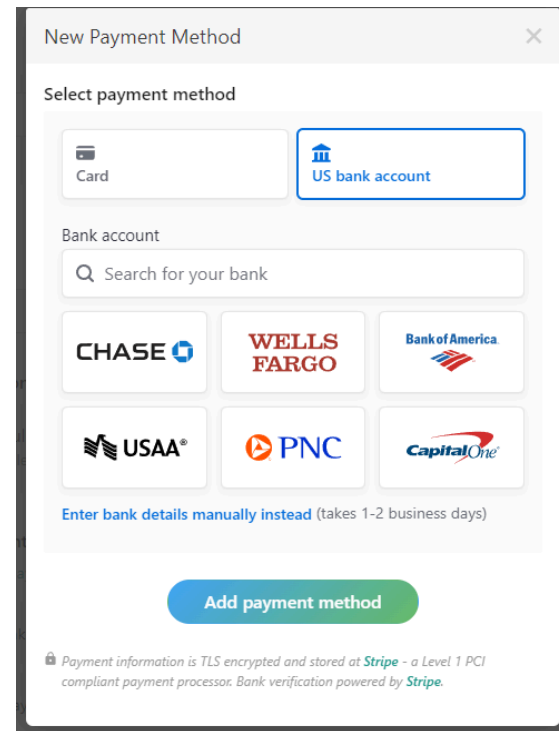 New Payment Method
Select payment method
Card
US bank account
Bank account
Search for your bank
CHASE
WELLS
FARGO
Bank of America
USAA®
PNC
Capital One®
Enter bank details manually instead (takes 1-2 business days)
Add payment method
Payment information is TLS encrypted and stored at Stripe - a Level 1 PCI
compliant payment processor. Bank verification powered by Stripe.